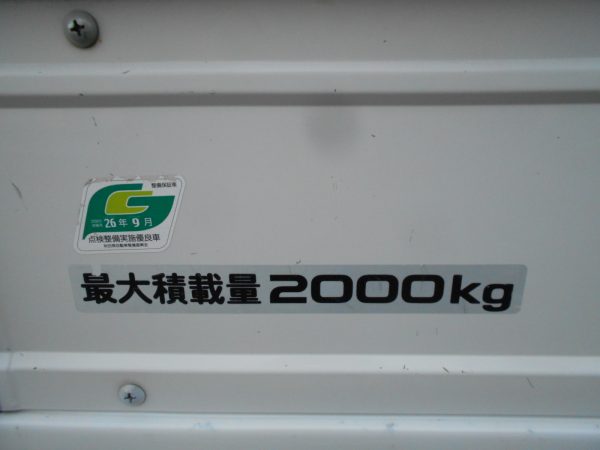 整備保証車
26年9月
点検整備実施優良車
最大積載量 2000kg